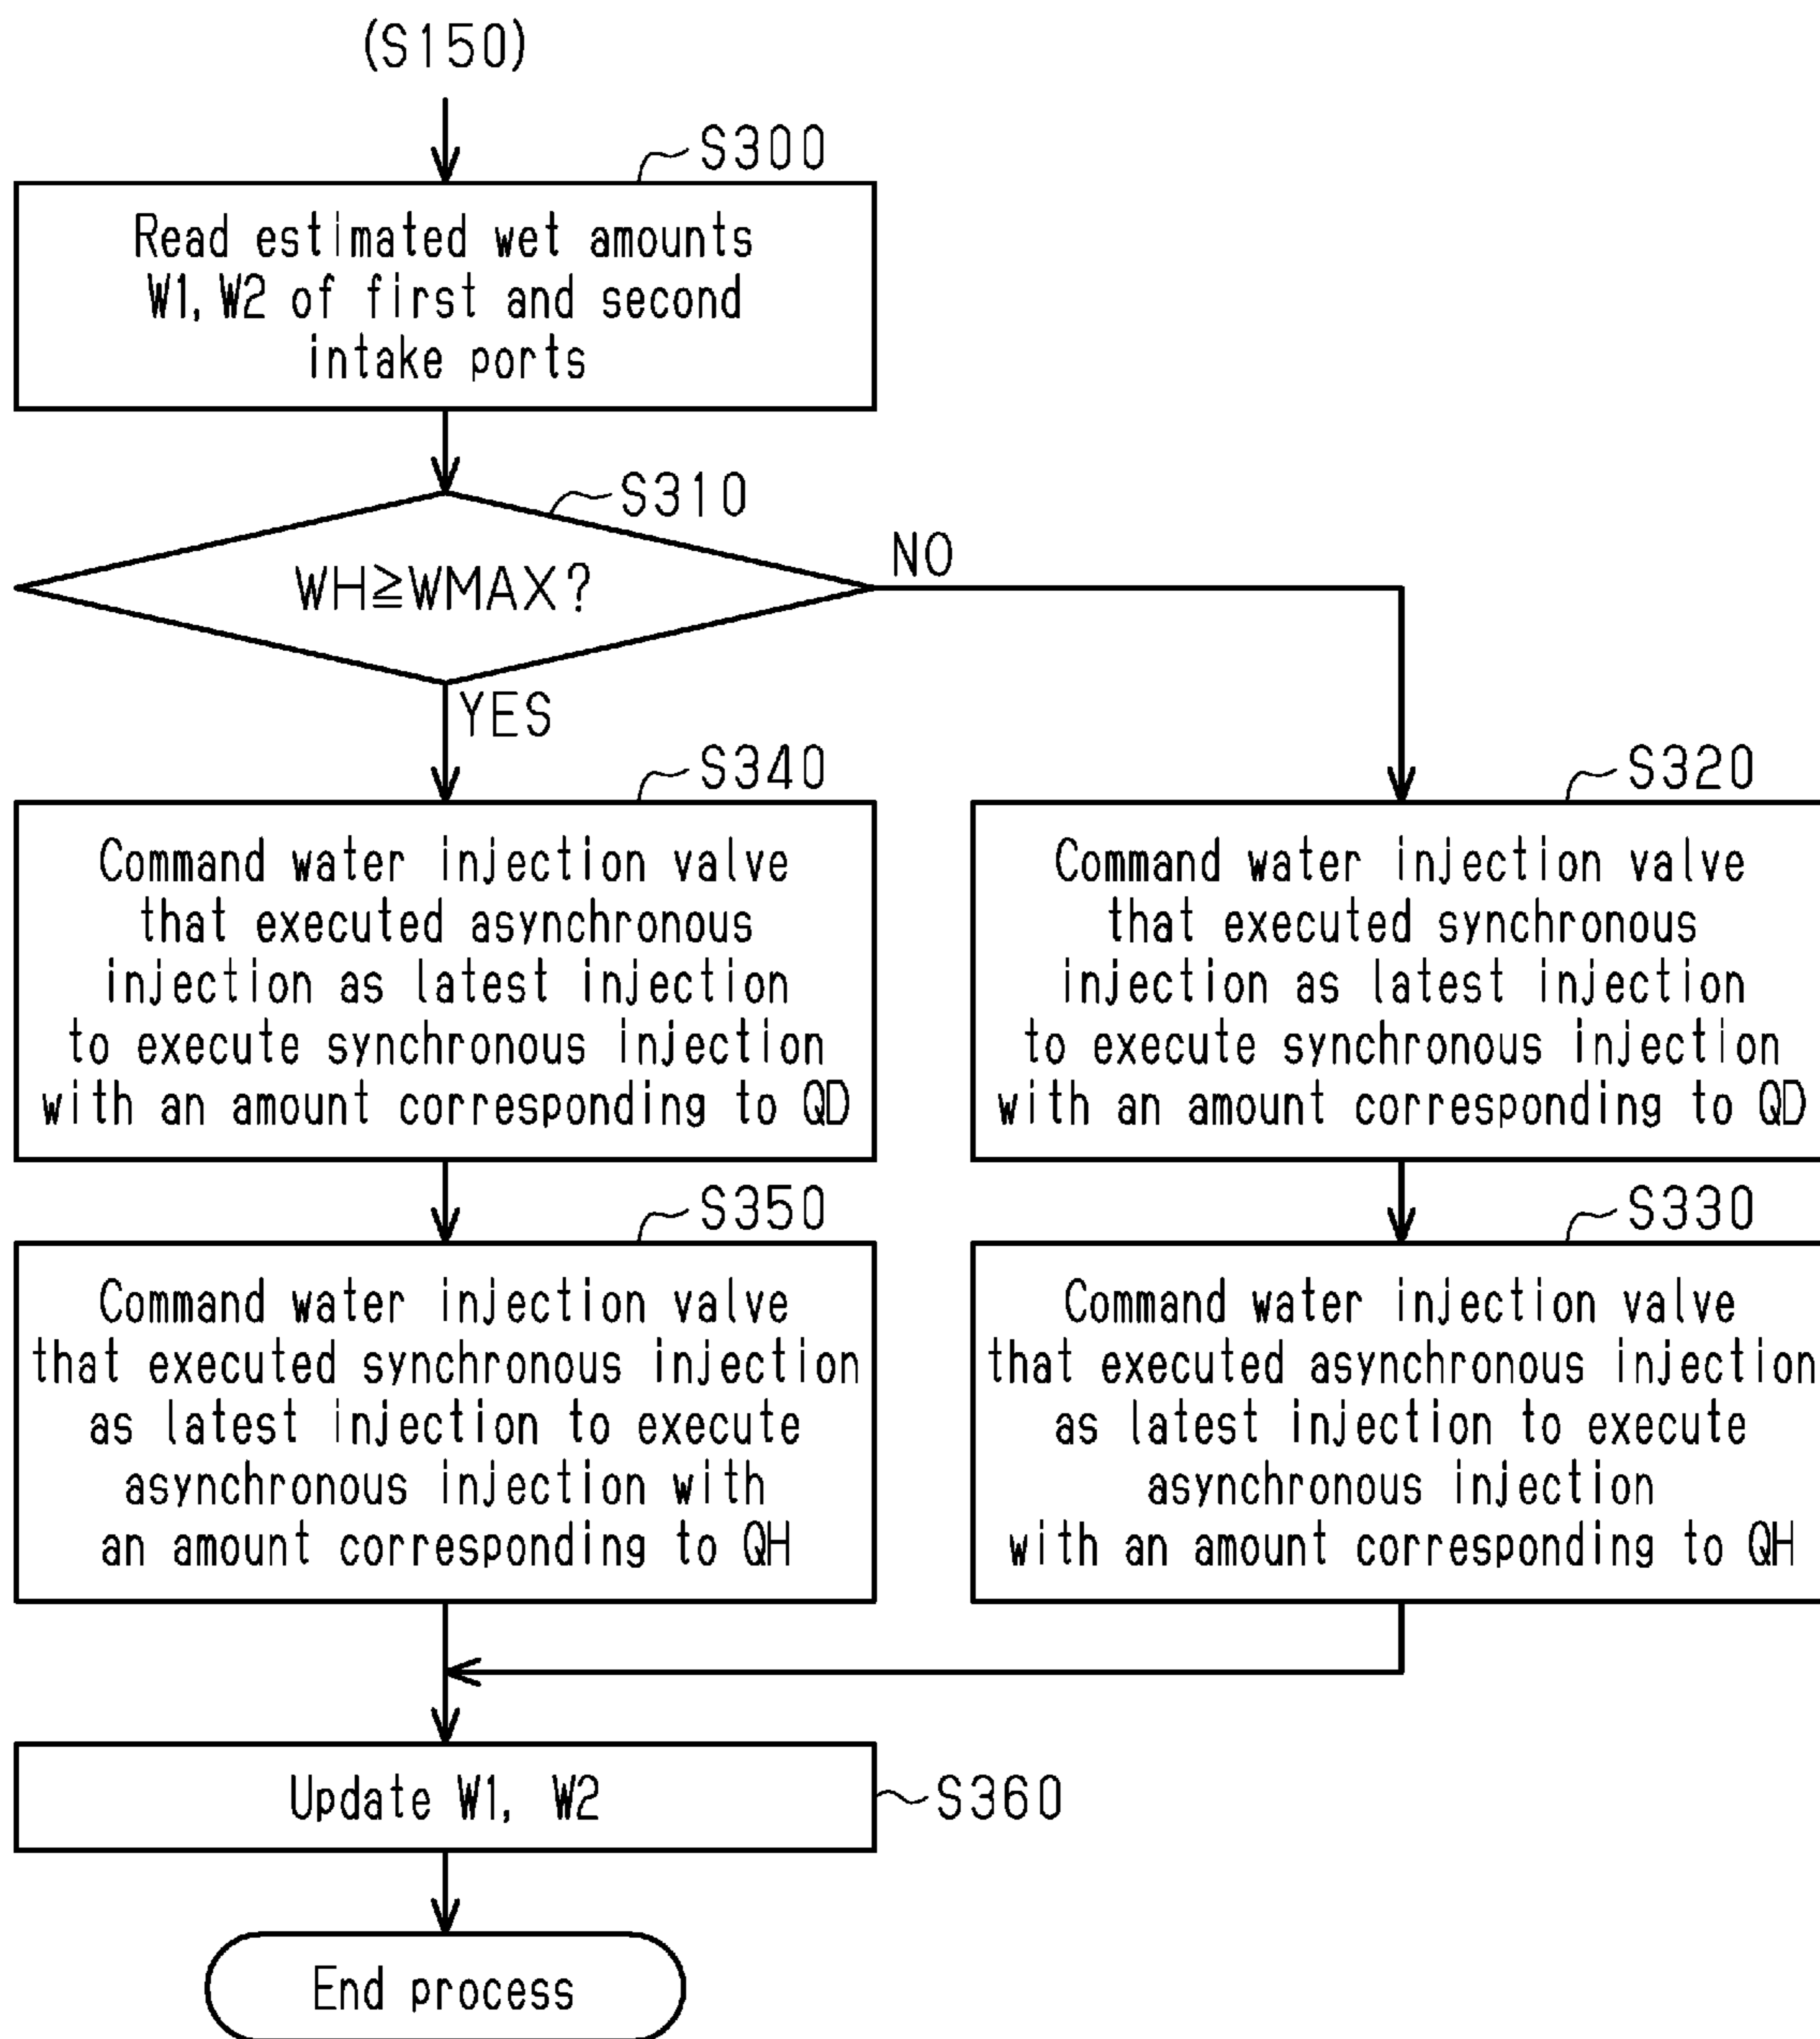 (S150)
S300
Read estimated wet amounts
W1, W2 of first and second
intake ports
S310
WH≧WMAX?
NO
YES
S340
Command water injection valve
that executed asynchronous
injection as latest injection
to execute synchronous injection
with an amount corresponding to QD
S320
Command water injection valve
that executed synchronous
injection as latest injection
to execute synchronous injection
with an amount corresponding to QD
S350
Command water injection valve
that executed synchronous injection
as latest injection to execute
asynchronous injection with
an amount corresponding to QH
S330
Command water injection valve
that executed asynchronous injection
as latest injection to execute
asynchronous injection
with an amount corresponding to QH
Update W1, W2
S360
End process